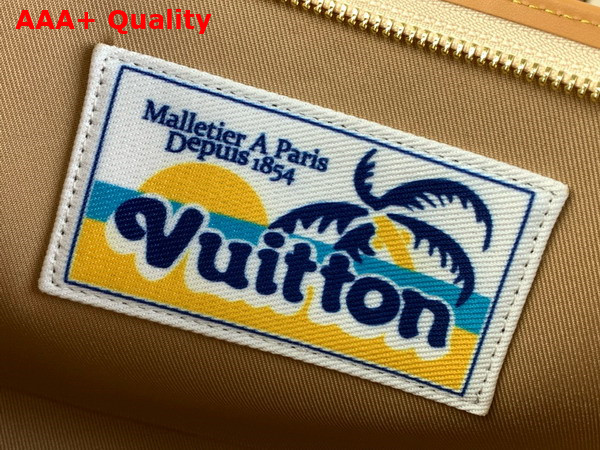 AAA+ Quality
Malletier A Paris
Depuis 1854
Vuitton